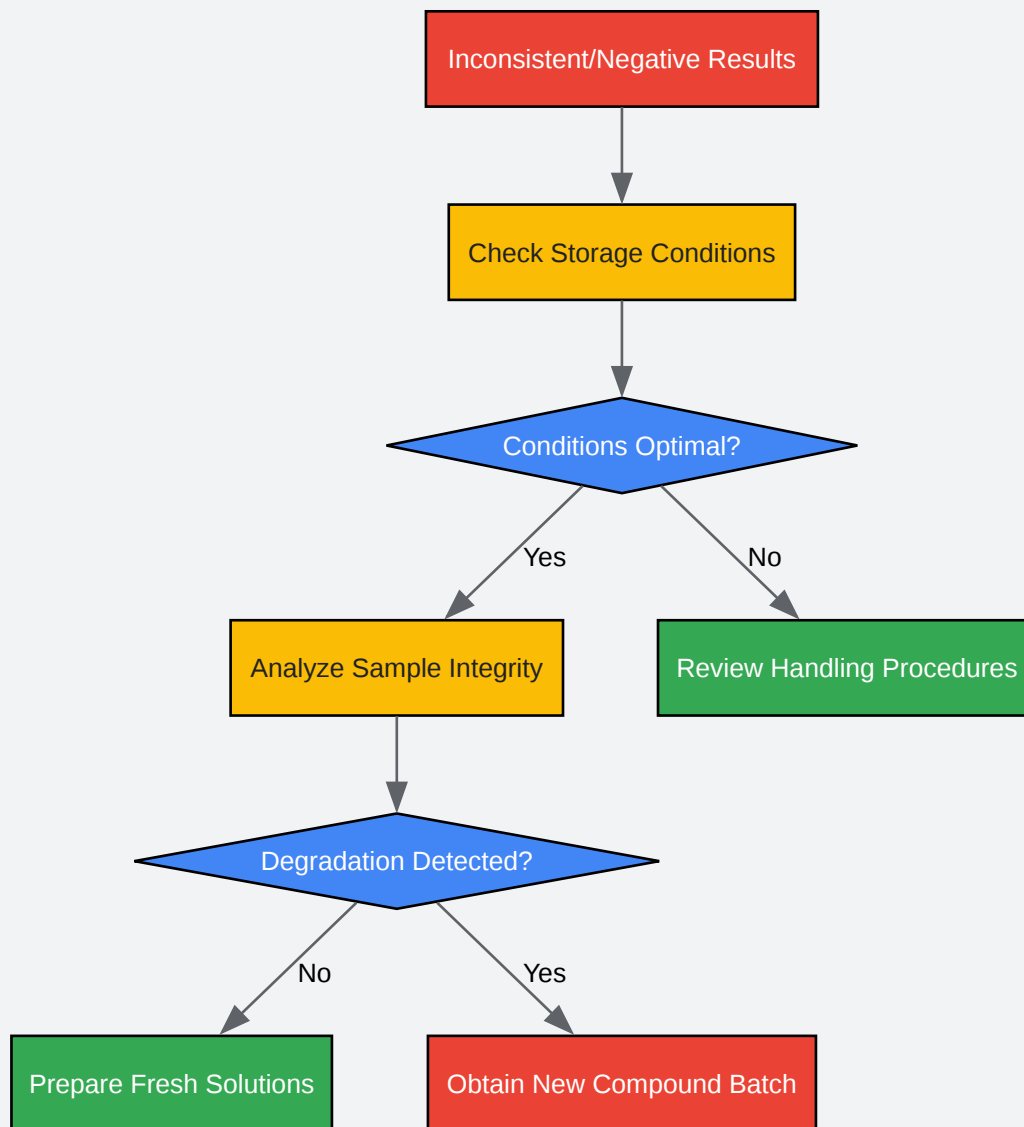 Inconsistent/Negative Results
Check Storage Conditions
Conditions Optimal?
Yes
No
Analyze Sample Integrity
Review Handling Procedures
Degradation Detected?
No
Yes
Prepare Fresh Solutions
Obtain New Compound Batch